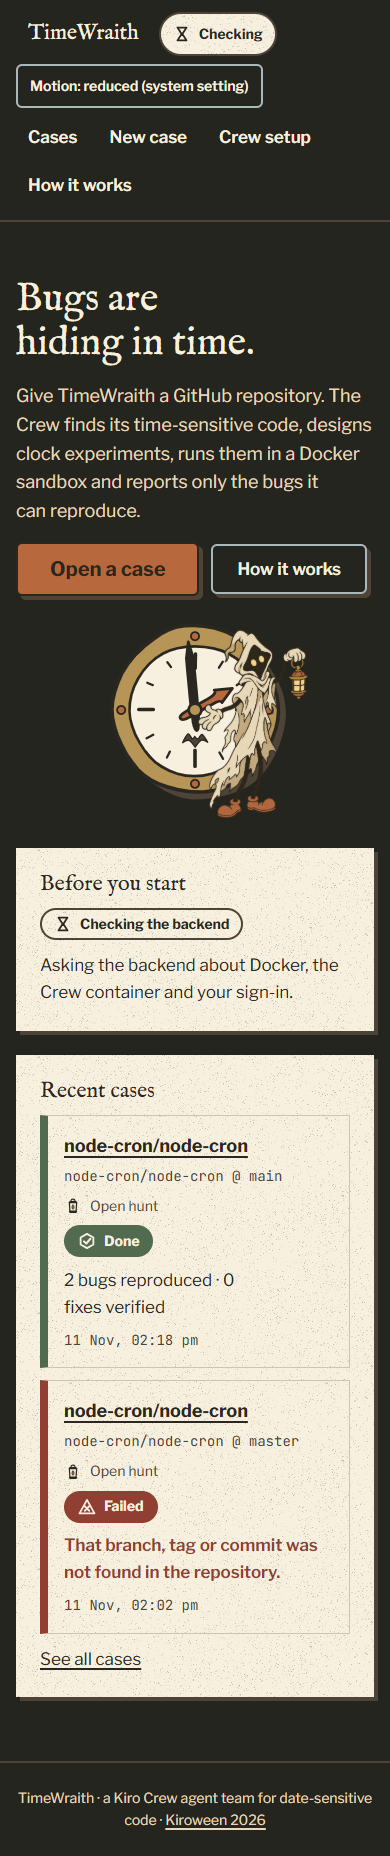 TimeWraith
Checking
Motion: reduced (system setting)
Cases New case Crew setup
How it works
Bugs are
hiding in time.
Give TimeWraith a GitHub repository. The
Crew finds its time-sensitive code, designs
clock experiments, runs them in a Docker
sandbox and reports only the bugs it
can reproduce.
Open a case How it works
Before you start
Checking the backend
Asking the backend about Docker, the
Crew container and your sign-in.
Recent cases
node-cron/node-cron
node-cron/node-cron @ main
Open hunt
Done
2 bugs reproduced · 0
fixes verified
11 Nov, 02:18 pm
node-cron/node-cron
node-cron/node-cron @ master
Open hunt
Failed
That branch, tag or commit was
not found in the repository.
11 Nov, 02:02 pm
See all cases
TimeWraith · a Kiro Crew agent team for date-sensitive
code · Kiroween 2026